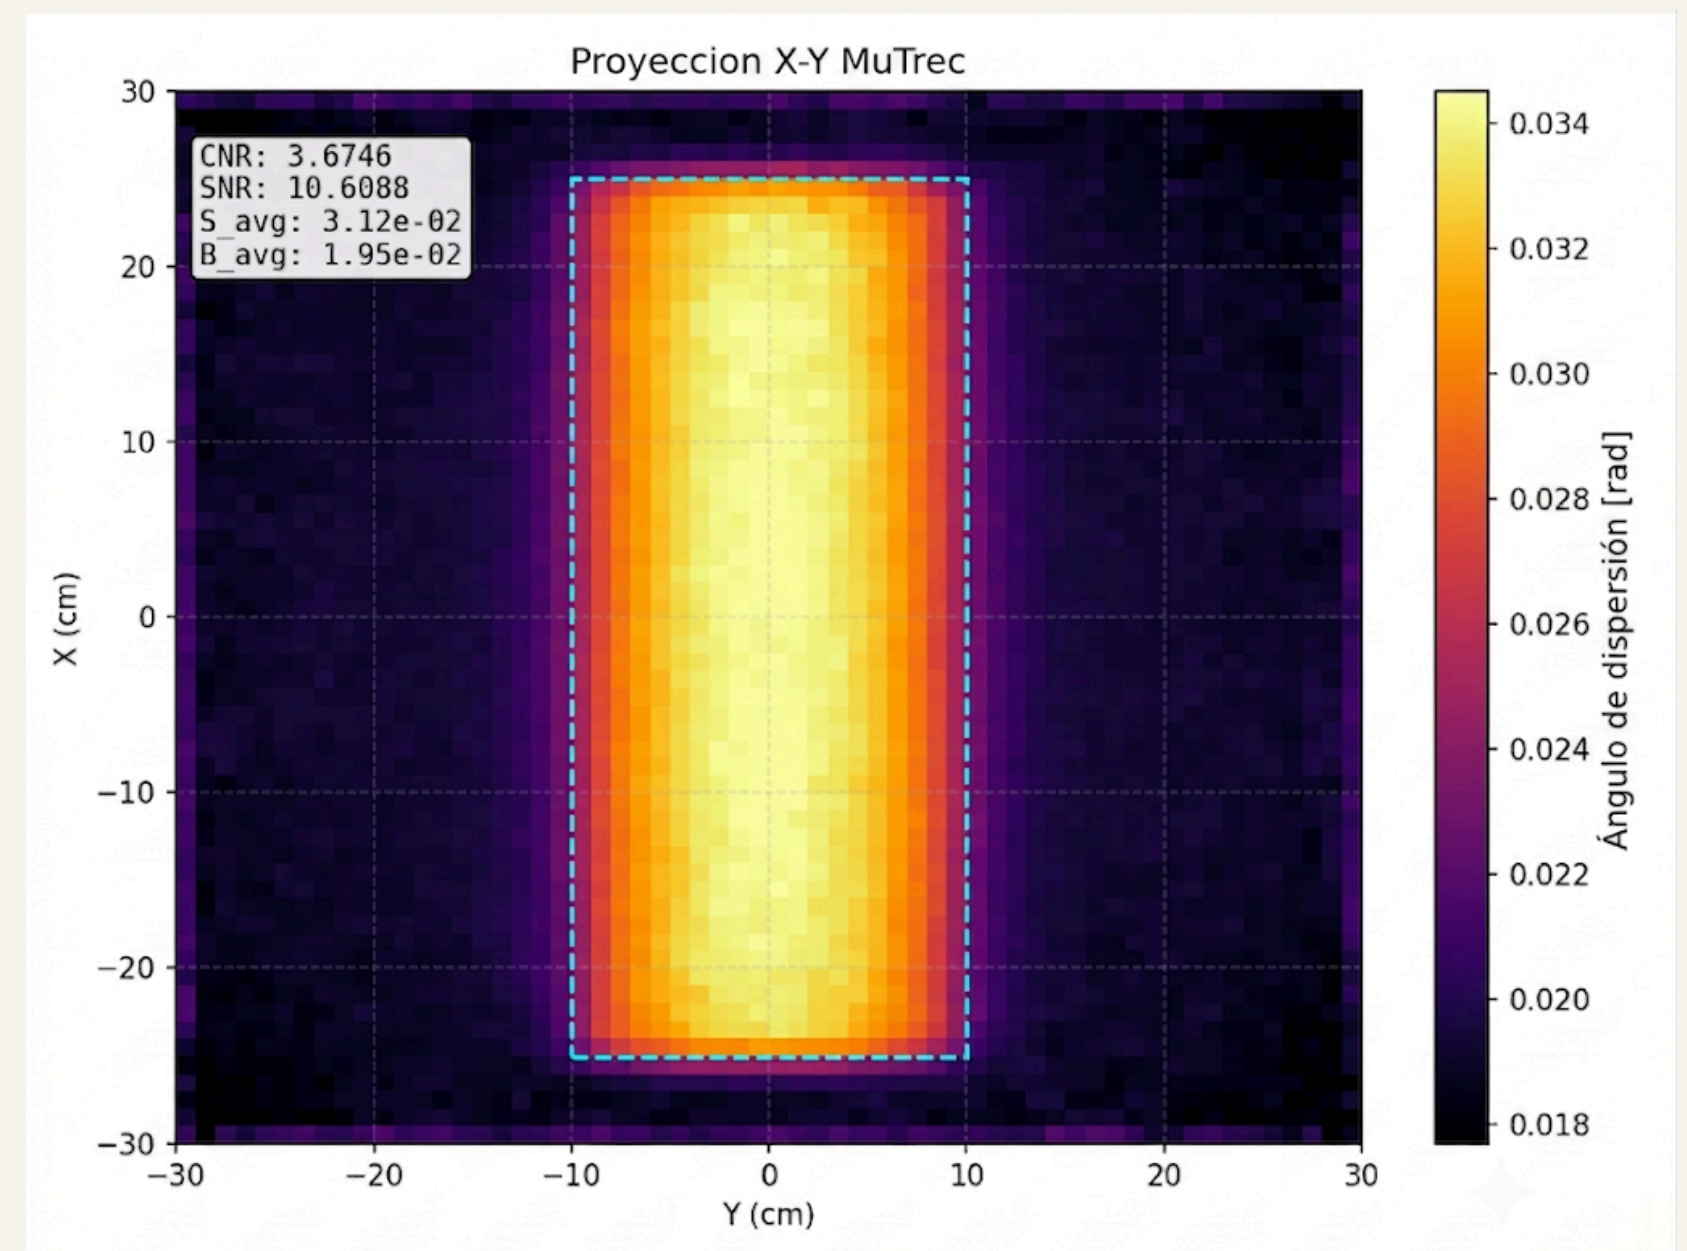 Proyeccion X-Y MuTrec
CNR: 3.6746
SNR: 10.6088
S_avg: 3.12e-02
B_avg: 1.95e-02
30
20
10
0
−10
−20
−30
X (cm)
−30
−20
−10
0
10
20
30
Y (cm)
0.034
0.032
0.030
0.028
0.026
0.024
0.022
0.020
0.018
Ángulo de dispersión [rad]